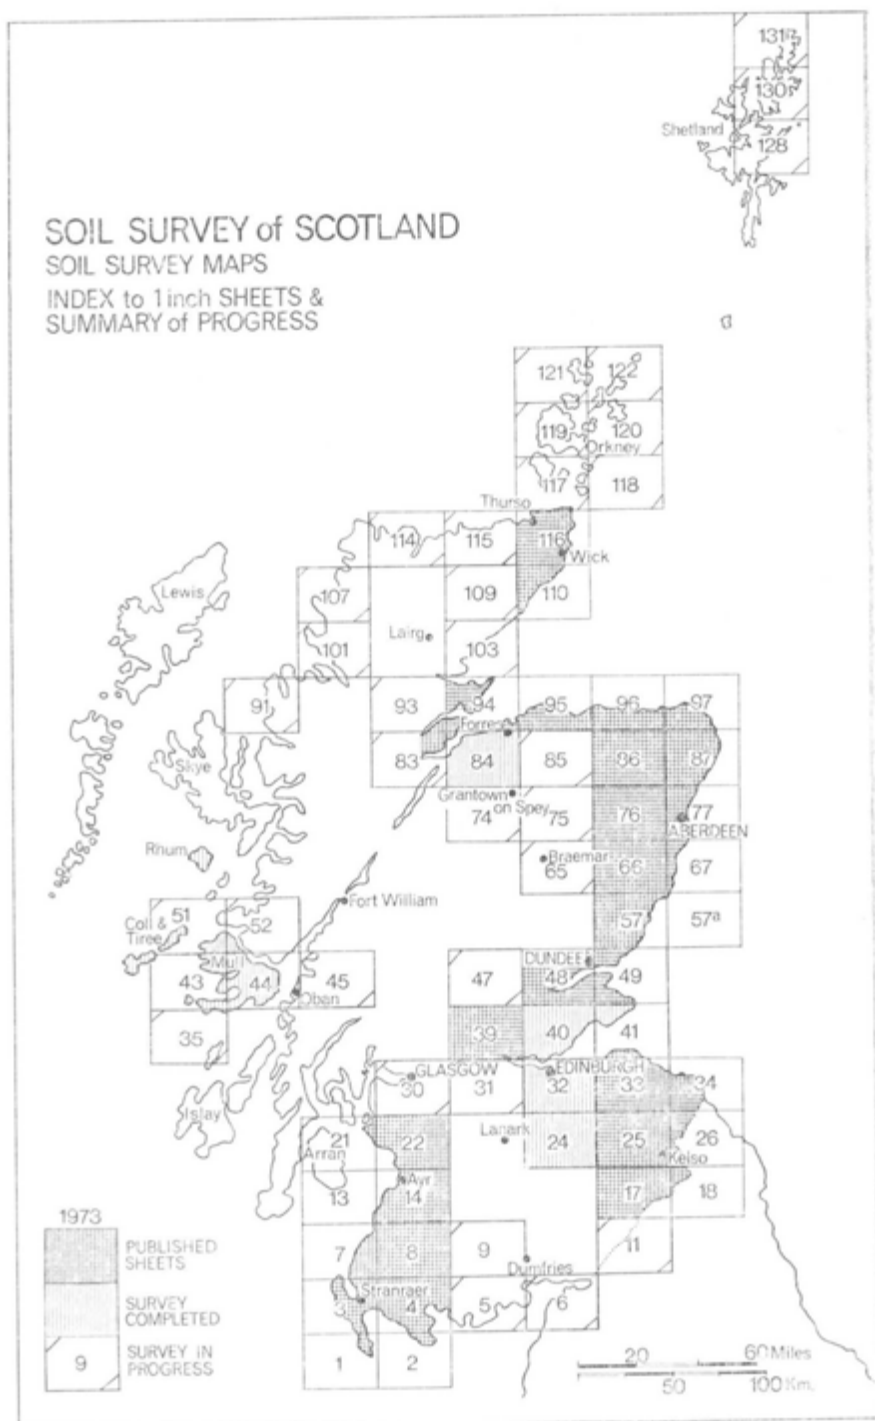 131
130
Shetland
128
SOIL SURVEY of SCOTLAND
SOIL SURVEY MAPS
INDEX to 1 inch SHEETS &
SUMMARY of PROGRESS
121 122
119 120
Orkney
117 118
Thurso
114 115 116
Wick
Lewis
107 109 110
Lairg
101 103
91 93 94 95 96 97
Forres
Skye
83 84 85 86 87
Grantown
on Spey
74 75 76 77
ABERDEEN
Rhum
Braemar
65 66 67
Fort William
51 52 57 57a
Coll &
Tiree
Mull
DUNDEE
43 44 45 47 48 49
Oban
35 39 40 41
GLASGOW EDINBURGH
30 31 32 33 34
Islay
21 22 Lanark 24 25 26
Arran
Kelso
Ayr
13 14 17 18
1973
7 8 9 11
PUBLISHED
SHEETS
Dumfries
Stranraer
3 4 5 6
SURVEY
COMPLETED
9 SURVEY IN
PROGRESS
1 2
20 60 Miles
50 100 Km.